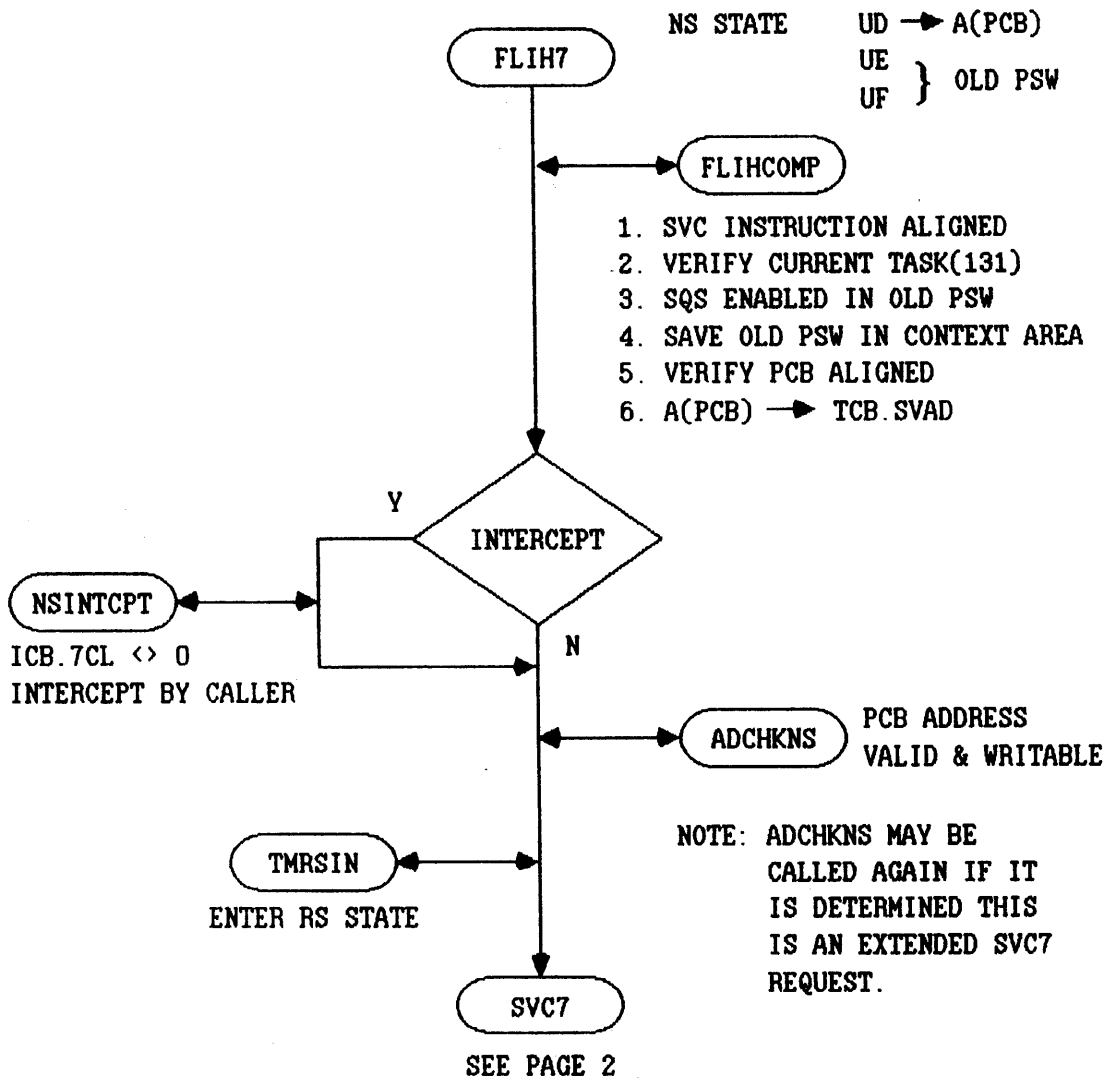 NS STATE UD → A(PCB)
UE
UF } OLD PSW
FLIH7
FLIHCOMP
1. SVC INSTRUCTION ALIGNED
2. VERIFY CURRENT TASK(131)
3. SQS ENABLED IN OLD PSW
4. SAVE OLD PSW IN CONTEXT AREA
5. VERIFY PCB ALIGNED
6. A(PCB) → TCB.SVAD
Y
INTERCEPT
N
NSINTCPT
ICB.7CL <> 0
INTERCEPT BY CALLER
ADCHKNS
PCB ADDRESS
VALID & WRITABLE
TMRSIN
ENTER RS STATE
NOTE: ADCHKNS MAY BE
CALLED AGAIN IF IT
IS DETERMINED THIS
IS AN EXTENDED SVC7
REQUEST.
SVC7
SEE PAGE 2